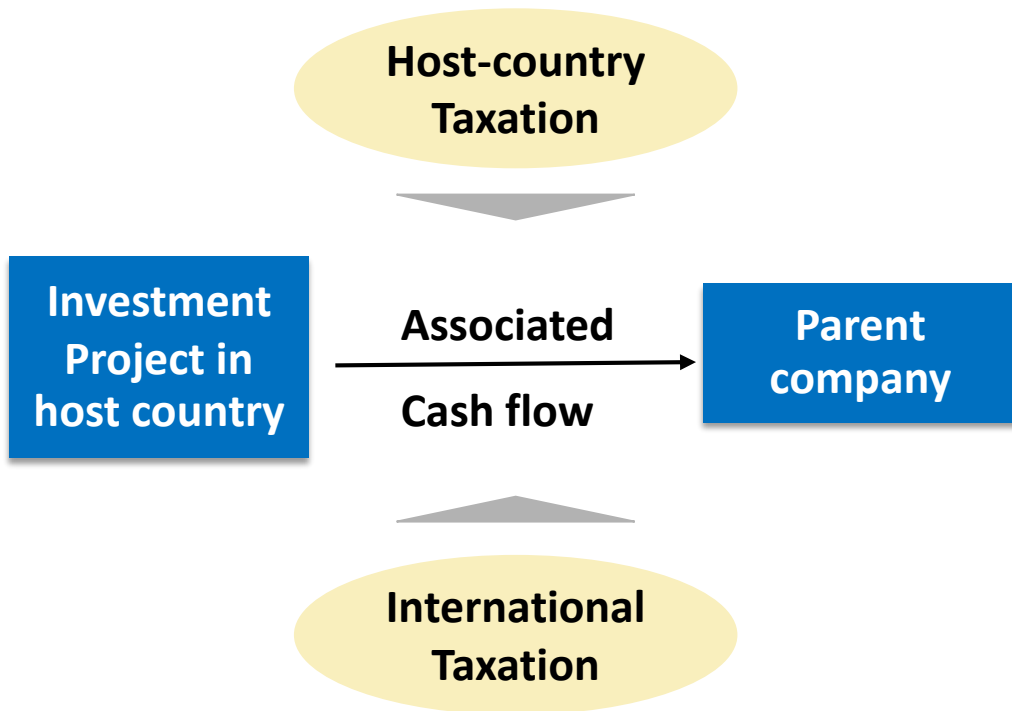 Host-country
Taxation
Investment
Project in
host country
Associated
Cash flow
Parent
company
International
Taxation